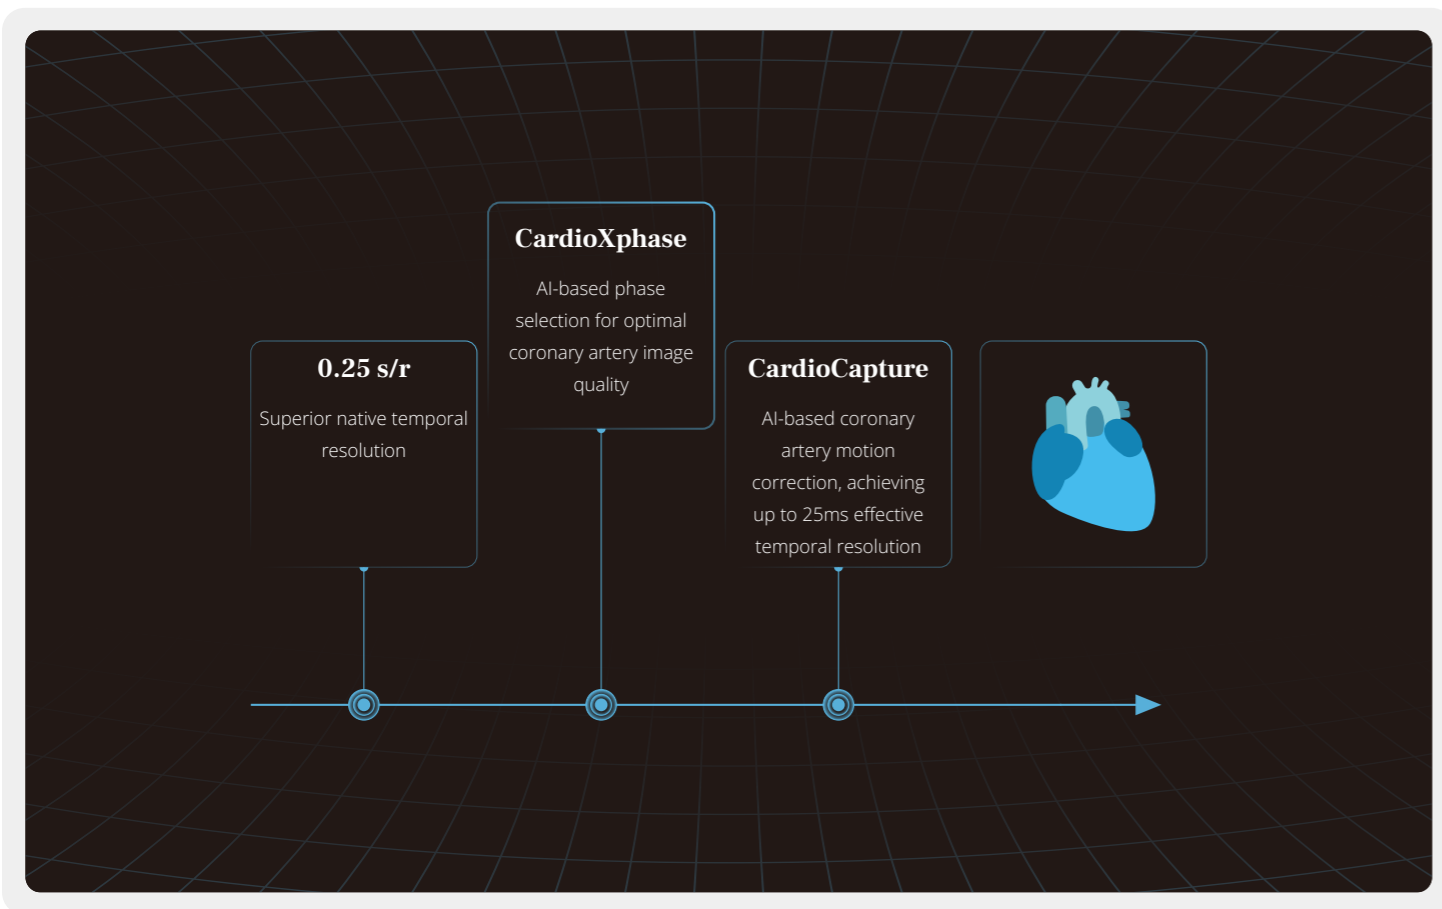 0.25 s/r
Superior native temporal
resolution
CardioXphase
AI-based phase
selection for optimal
coronary artery image
quality
CardioCapture
AI-based coronary
artery motion
correction, achieving
up to 25ms effective
temporal resolution